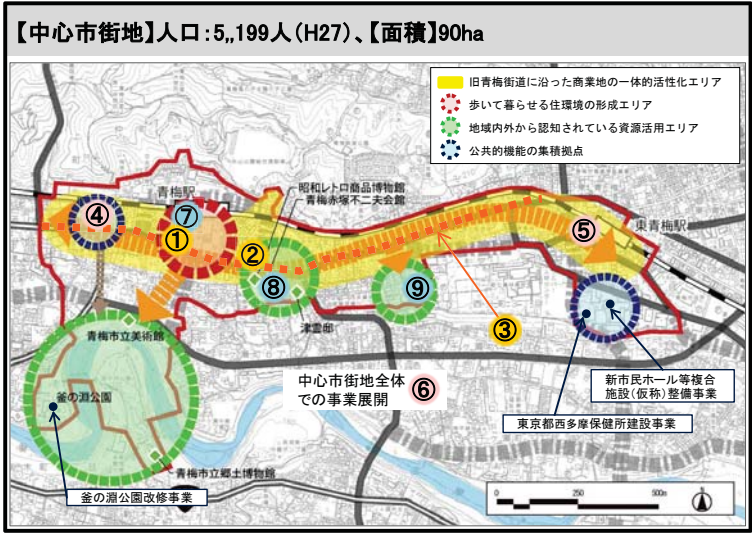 【中心市街地】人口：5,,199人（H27）、【面積】90ha
旧青梅街道に沿った商業地の一体的活性化エリア
歩いて暮らせる住環境の形成エリア
地域内外から認知されている資源活用エリア
公共的機能の集積拠点
昭和レトロ商品博物館
青梅赤塚不二夫会館
青梅駅
東青梅駅
④
⑦
①
②
⑤
⑧
⑨
③
津雲邸
青梅市立美術館
中心市街地全体
での事業展開
⑥
新市民ホール等複合
施設（仮称）整備事業
東京都西多摩保健所建設事業
釜の淵公園
青梅市立郷土博物館
釜の淵公園改修事業
0
250
500m